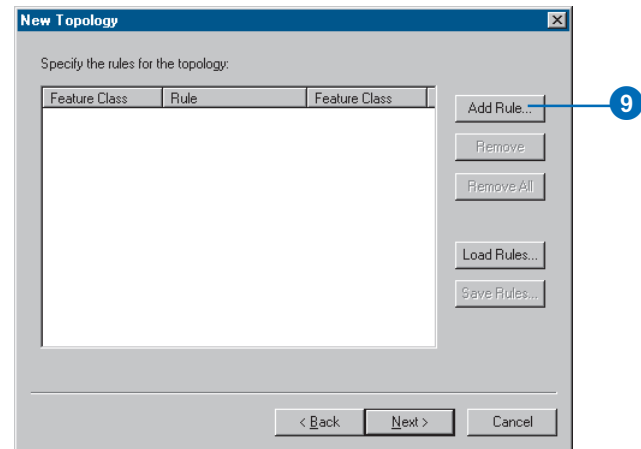 New Topology
Specify the rules for the topology:
Feature Class Rule Feature Class
Add Rule...
9
Remove
Remove All
Load Rules...
Save Rules...
< Back Next > Cancel